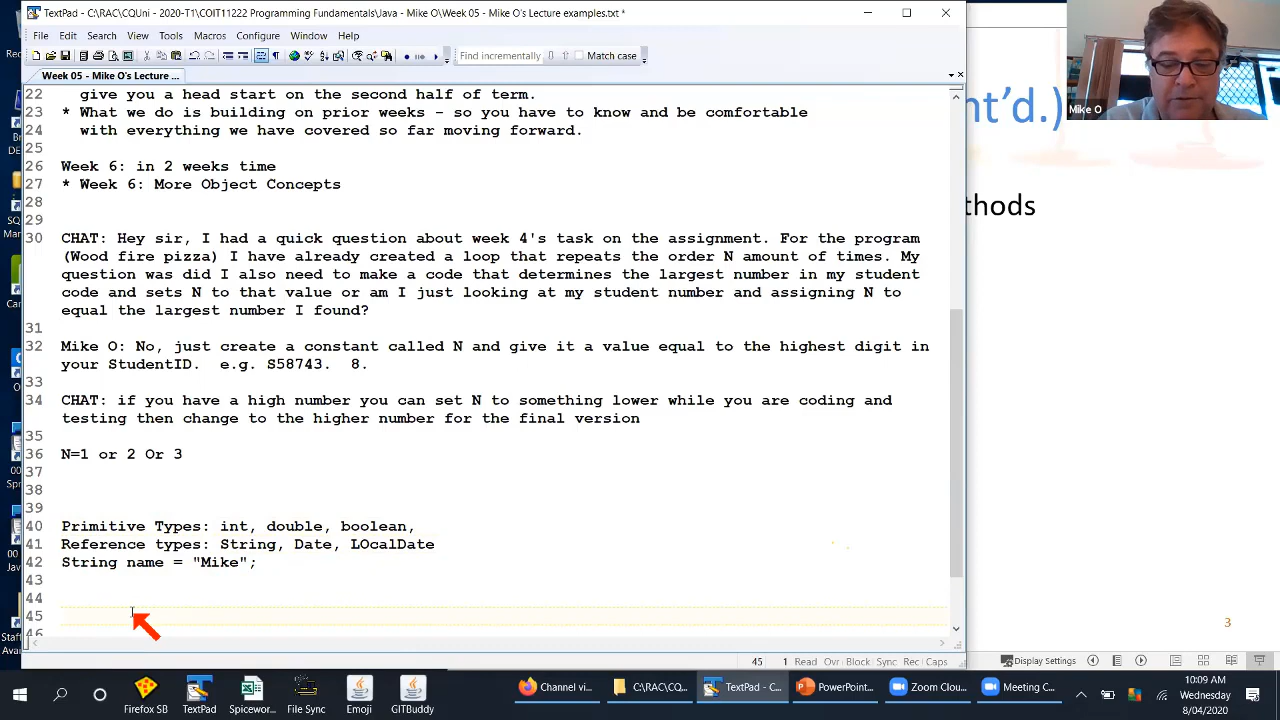 TextPad - C:\RAC\CQUni - 2020-T1\COIT11222 Programming Fundamentals\Java - Mike O\Week 05 - Mike O's Lecture examples.txt *
File Edit Search View Tools Macros Configure Window Help
Find incrementally Match case
Week 05 - Mike O's Lecture ...
nt'd.)
Mike O
thods
22 give you a head start on the second half of term.
23 * What we do is building on prior weeks - so you have to know and be comfortable
24 with everything we have covered so far moving forward.
25
26 Week 6: in 2 weeks time
27 * Week 6: More Object Concepts
28
29
30 CHAT: Hey sir, I had a quick question about week 4's task on the assignment. For the program
(Wood fire pizza) I have already created a loop that repeats the order N amount of times. My
question was did I also need to make a code that determines the largest number in my student
code and sets N to that value or am I just looking at my student number and assigning N to
equal the largest number I found?
31
32 Mike O: No, just create a constant called N and give it a value equal to the highest digit in
your StudentID. e.g. S58743. 8.
33
34 CHAT: if you have a high number you can set N to something lower while you are coding and
testing then change to the higher number for the final version
35
36 N=1 or 2 Or 3
37
38
39
40 Primitive Types: int, double, boolean,
41 Reference types: String, Date, LOcalDate
42 String name = "Mike";
43
44
45
46
3
45 1 Read Ovr Block Sync Rec Caps
Display Settings
Firefox SB TextPad Spicewor... File Sync Emoji GITBuddy
Channel vi... C:\RAC\CQ... TextPad - C... PowerPoint... Zoom Clou... Meeting C...
10:09 AM
Wednesday
8/04/2020